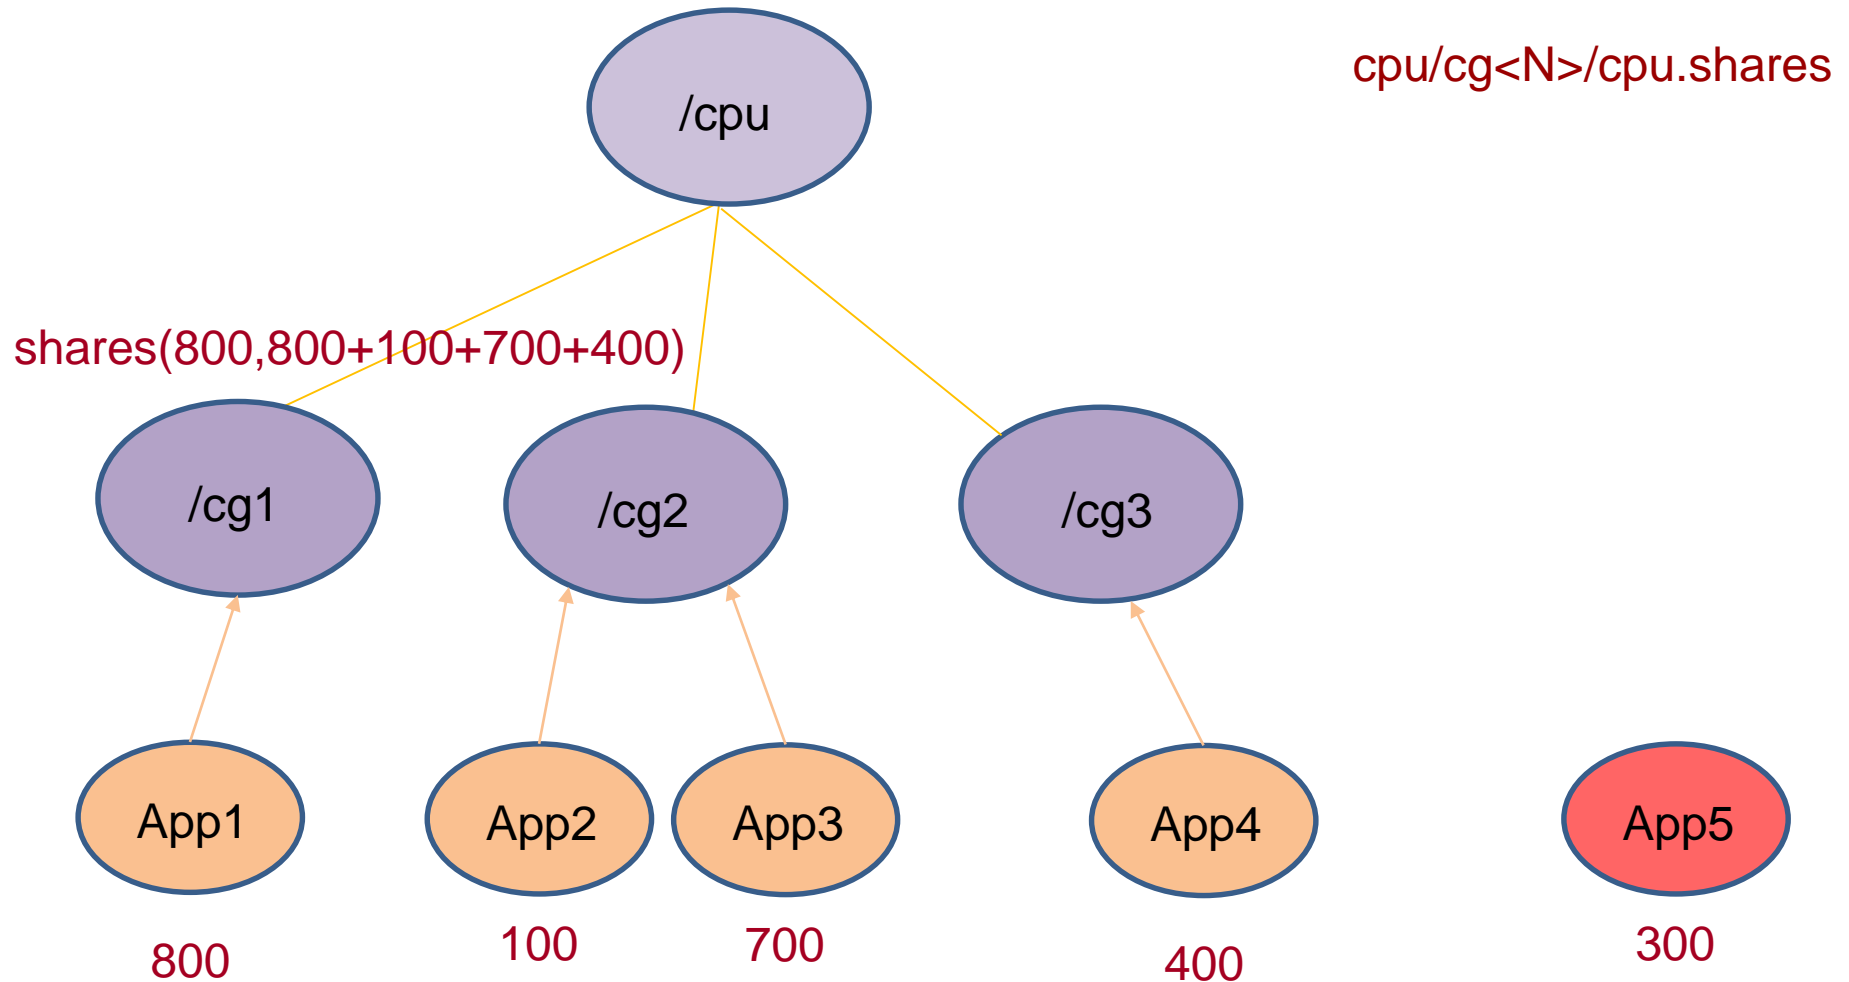 /cpu
cpu/cg<N>/cpu.shares
shares(800,800+100+700+400)
/cg1
/cg2
/cg3
App1
App2
App3
App4
App5
800
100
700
400
300